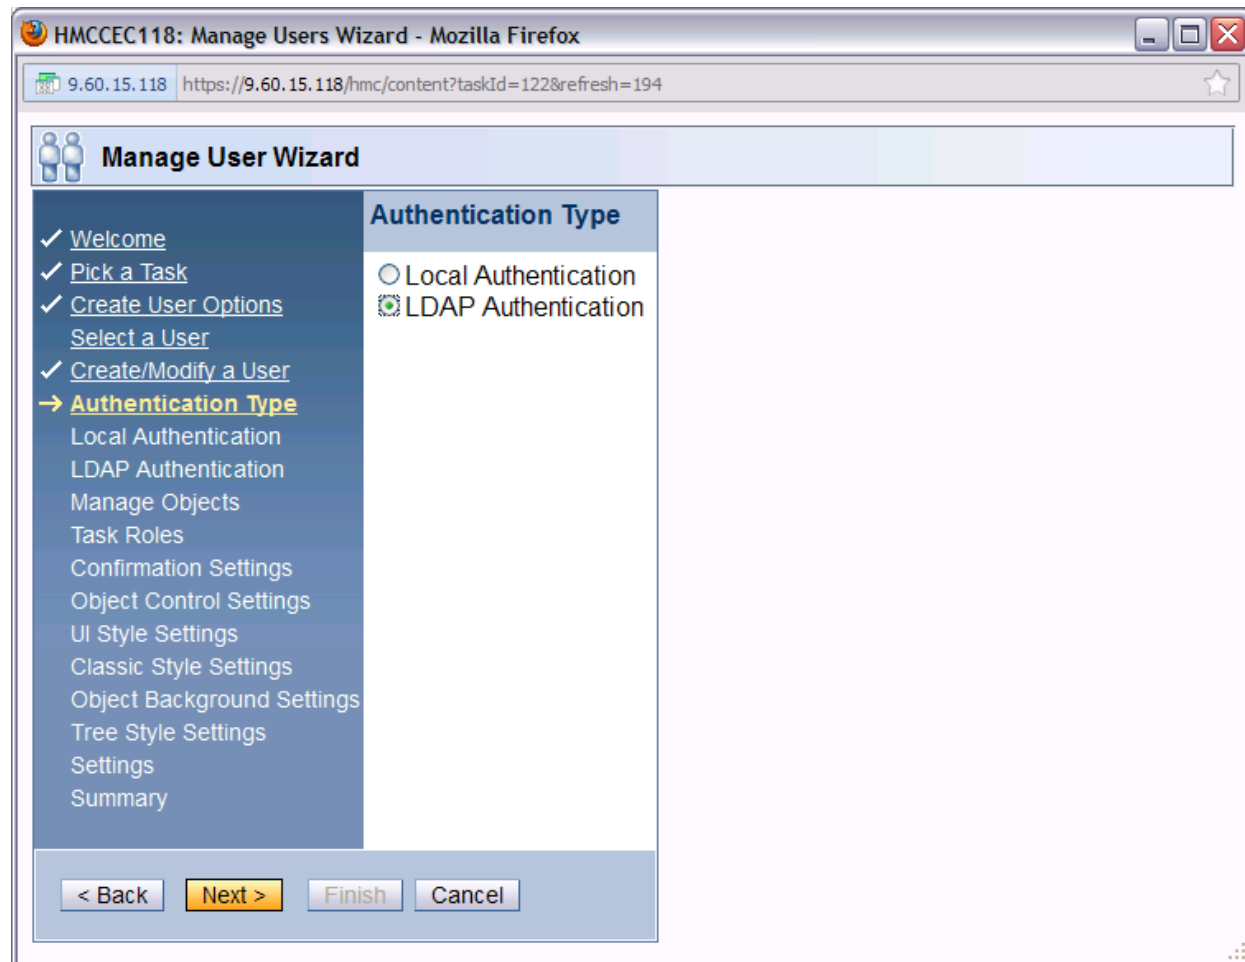 HMCCEC118: Manage Users Wizard - Mozilla Firefox
9.60.15.118 https://9.60.15.118/hmc/content?taskId=122&refresh=194
Manage User Wizard
Welcome
Pick a Task
Create User Options
Select a User
Create/Modify a User
Authentication Type
Local Authentication
LDAP Authentication
Manage Objects
Task Roles
Confirmation Settings
Object Control Settings
UI Style Settings
Classic Style Settings
Object Background Settings
Tree Style Settings
Settings
Summary
Authentication Type
Local Authentication
LDAP Authentication
< Back Next > Finish Cancel